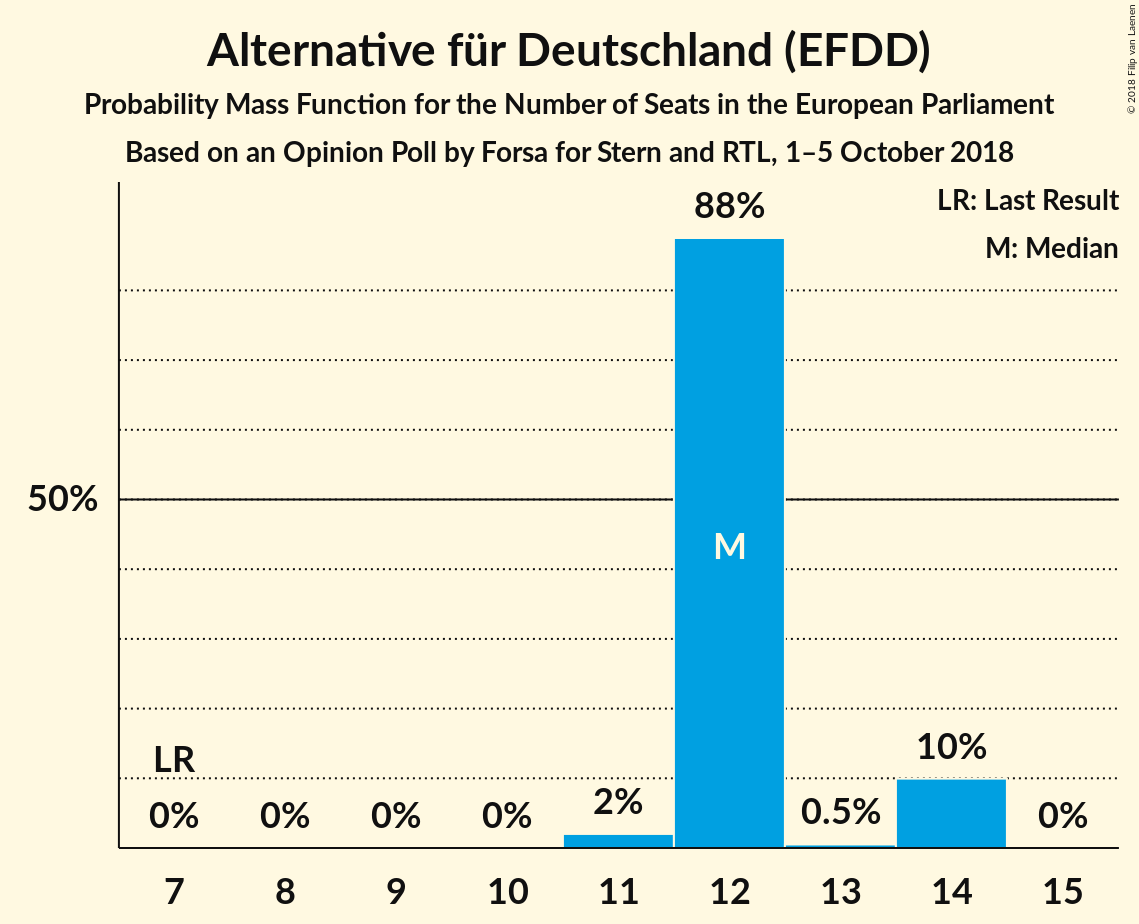 Alternative für Deutschland (EFDD)
Probability Mass Function for the Number of Seats in the European Parliament
Based on an Opinion Poll by Forsa for Stern and RTL, 1–5 October 2018
© 2018 Filip van Laenen
LR: Last Result
M: Median
88%
50%
M
LR
10%
0% 0% 0% 0% 2% 0.5% 0%
7 8 9 10 11 12 13 14 15